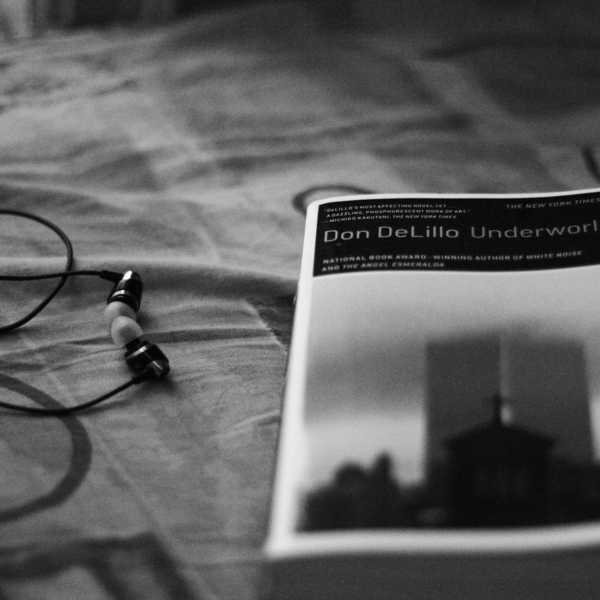 "DELILLO'S MOST AFFECTING NOVEL YET . . .
A DAZZLING, PHOSPHORESCENT WORK OF ART."
—MICHIKO KAKUTANI, THE NEW YORK TIMES
THE NEW YORK TIMES
Don DeLillo Underworl
NATIONAL BOOK AWARD–WINNING AUTHOR OF WHITE NOISE
AND THE ANGEL ESMERALDA